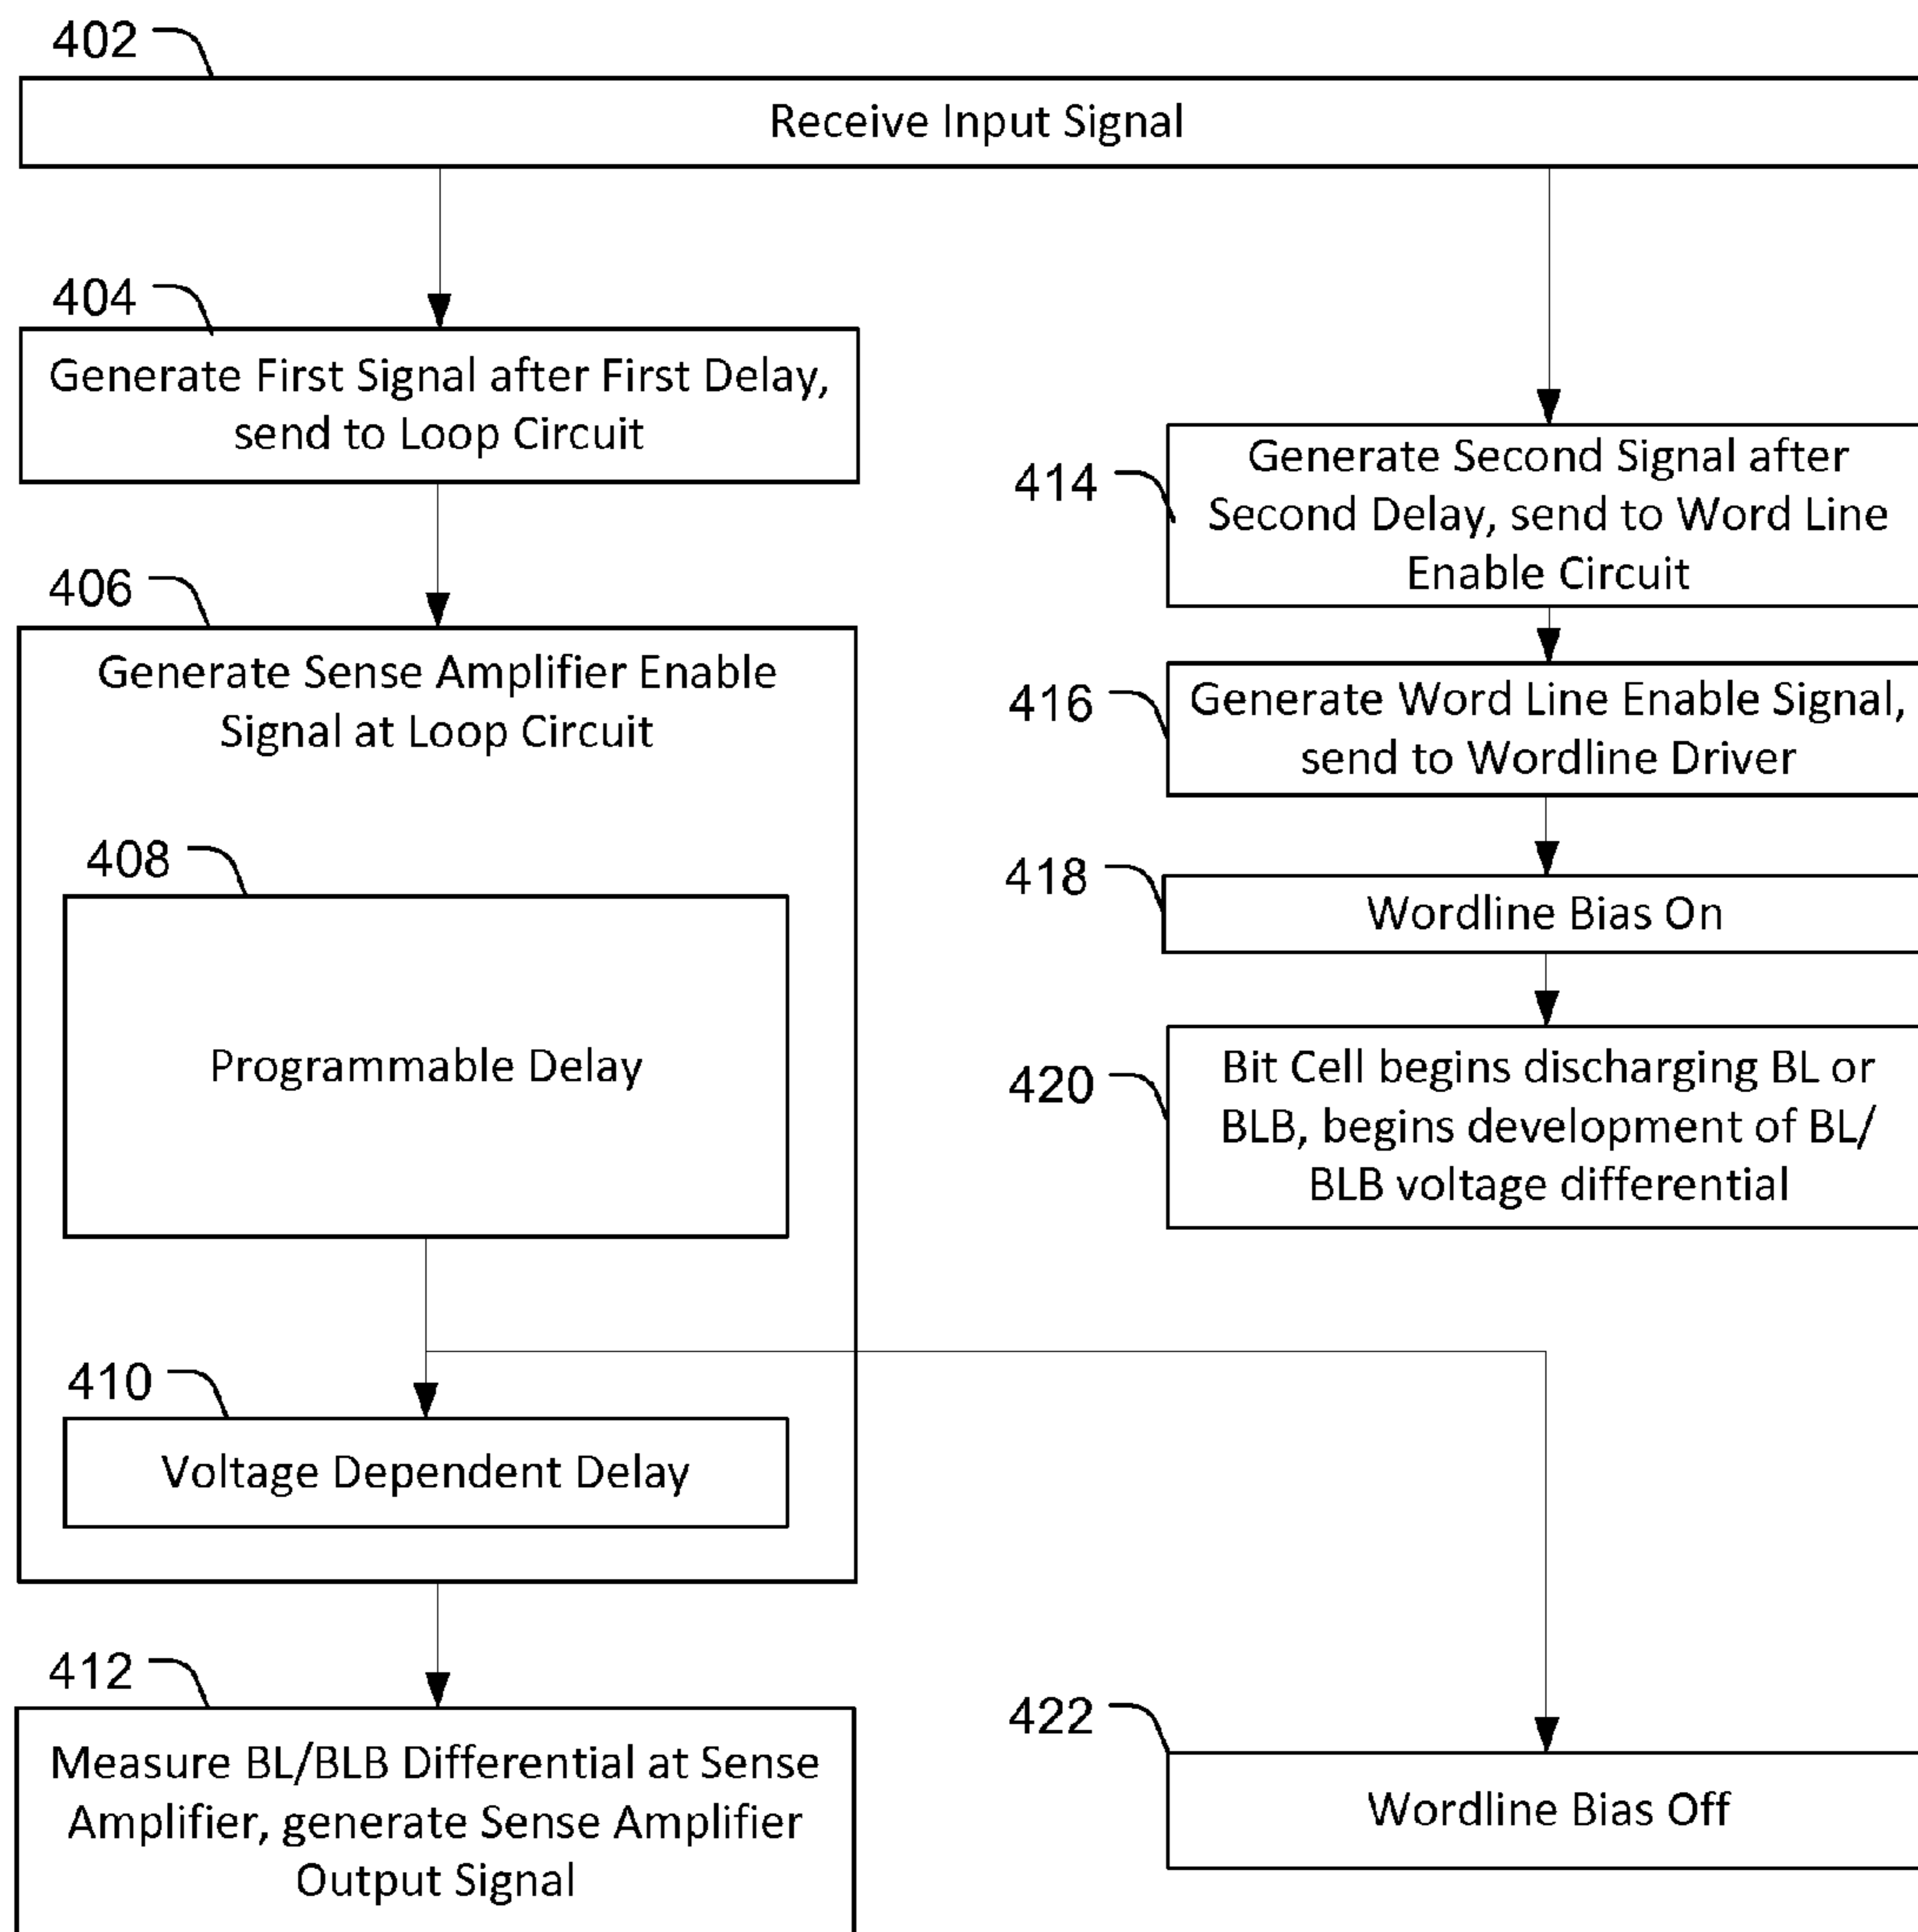 402
Receive Input Signal
404
Generate First Signal after First Delay,
send to Loop Circuit
406
Generate Sense Amplifier Enable
Signal at Loop Circuit
408
Programmable Delay
410
Voltage Dependent Delay
412
Measure BL/BLB Differential at Sense
Amplifier, generate Sense Amplifier
Output Signal
414
Generate Second Signal after
Second Delay, send to Word Line
Enable Circuit
416
Generate Word Line Enable Signal,
send to Wordline Driver
418
Wordline Bias On
420
Bit Cell begins discharging BL or
BLB, begins development of BL/
BLB voltage differential
422
Wordline Bias Off